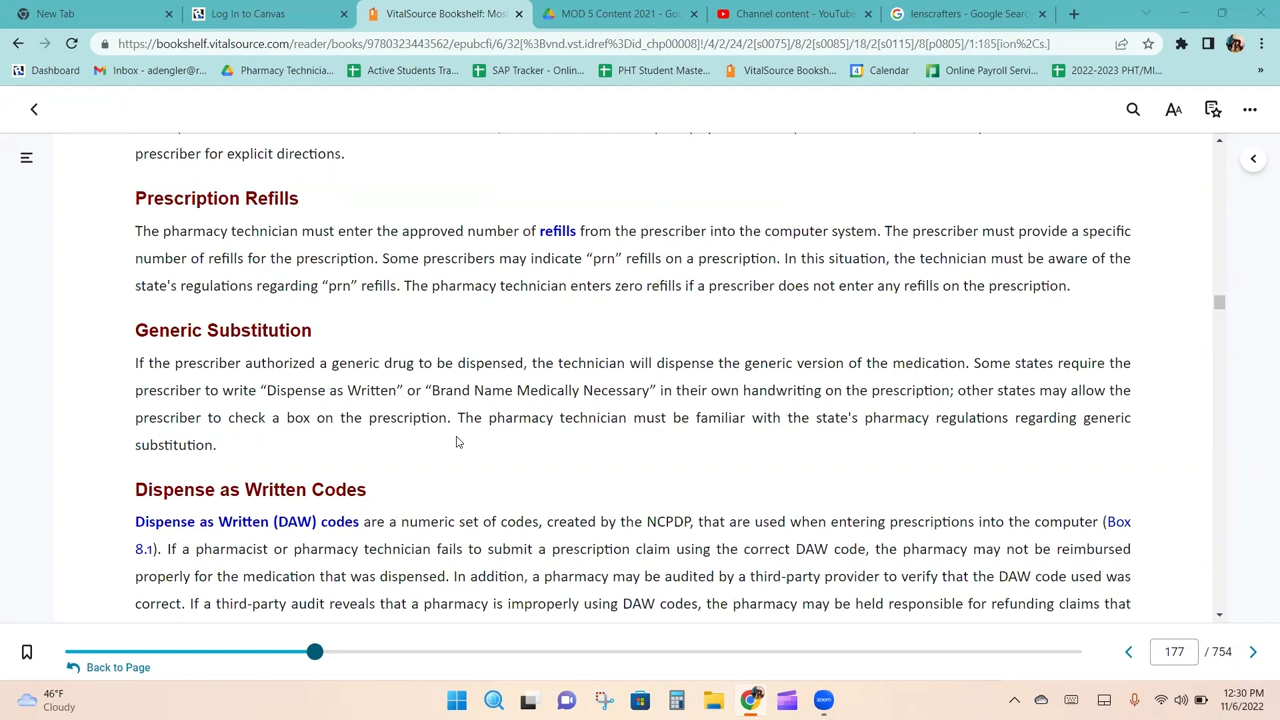 New Tab
Log In to Canvas
VitalSource Bookshelf: Mosl
MOD 5 Content 2021 - Goo
Channel content - YouTube
lenscrafters - Google Searc
https://bookshelf.vitalsource.com/reader/books/9780323443562/epubcfi/6/32[%3Bvnd.vst.idref%3Di_chp00008]!/4/2/24/2[s0075]/8/2[s0085]/18/2[s0115]/8[p0805]/1:185[ion%2Cs.]
Dashboard
Inbox - adengler@r...
Pharmacy Technicia...
Active Students Tra...
SAP Tracker - Onlin...
PHT Student Maste...
VitalSource Booksh...
Calendar
Online Payroll Servi...
2022-2023 PHT/MI...
prescriber for explicit directions.
Prescription Refills
The pharmacy technician must enter the approved number of refills from the prescriber into the computer system. The prescriber must provide a specific
number of refills for the prescription. Some prescribers may indicate “prn” refills on a prescription. In this situation, the technician must be aware of the
state's regulations regarding “prn” refills. The pharmacy technician enters zero refills if a prescriber does not enter any refills on the prescription.
Generic Substitution
If the prescriber authorized a generic drug to be dispensed, the technician will dispense the generic version of the medication. Some states require the
prescriber to write “Dispense as Written” or “Brand Name Medically Necessary” in their own handwriting on the prescription; other states may allow the
prescriber to check a box on the prescription. The pharmacy technician must be familiar with the state's pharmacy regulations regarding generic
substitution.
Dispense as Written Codes
Dispense as Written (DAW) codes are a numeric set of codes, created by the NCPDP, that are used when entering prescriptions into the computer (Box
8.1). If a pharmacist or pharmacy technician fails to submit a prescription claim using the correct DAW code, the pharmacy may not be reimbursed
properly for the medication that was dispensed. In addition, a pharmacy may be audited by a third-party provider to verify that the DAW code used was
correct. If a third-party audit reveals that a pharmacy is improperly using DAW codes, the pharmacy may be held responsible for refunding claims that
Back to Page
177 / 754
46°F
Cloudy
zoom
12:30 PM
11/6/2022